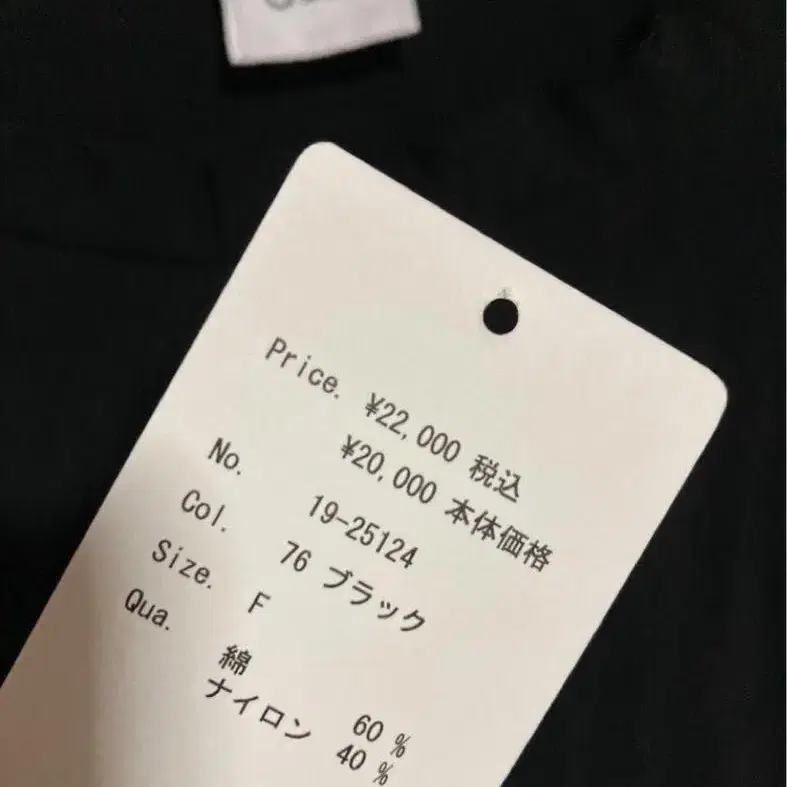 Price. ¥22,000 税込
¥20,000 本体価格
No. 19-25124
Col. 76 ブラック
Size. F
Qua. 綿 60 %
ナイロン 40 %